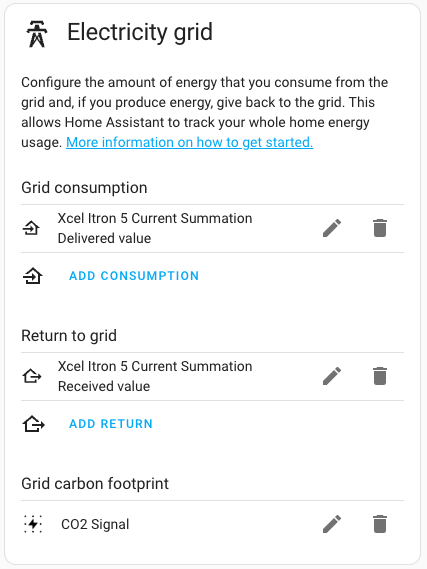 Electricity grid
Configure the amount of energy that you consume from the
grid and, if you produce energy, give back to the grid. This
allows Home Assistant to track your whole home energy
usage. More information on how to get started.
Grid consumption
Xcel Itron 5 Current Summation
Delivered value
ADD CONSUMPTION
Return to grid
Xcel Itron 5 Current Summation
Received value
ADD RETURN
Grid carbon footprint
CO2 Signal